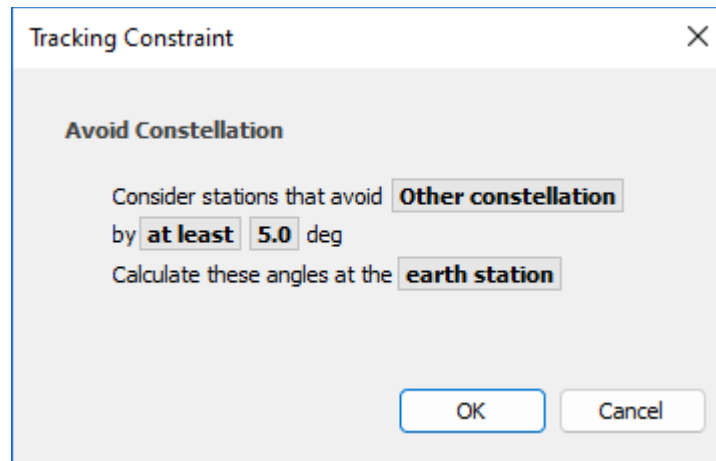 Tracking Constraint
Avoid Constellation
Consider stations that avoid Other constellation
by at least 5.0 deg
Calculate these angles at the earth station
OK Cancel